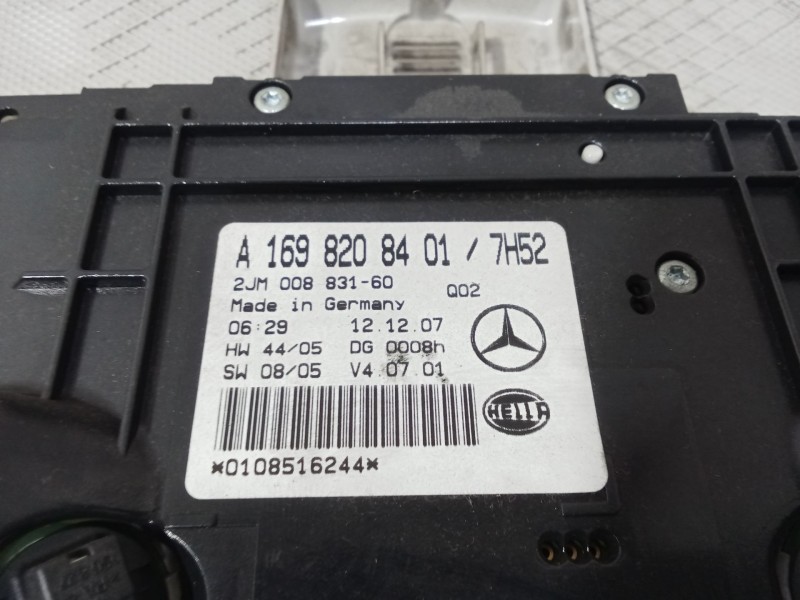 A 169 820 84 01 / 7H52
2JM 008 831-60 Q02
Made in Germany
06:29 12.12.07
HW 44/05 DG 0008h
SW 08/05 V4.07.01
HELLA
*0108516244*